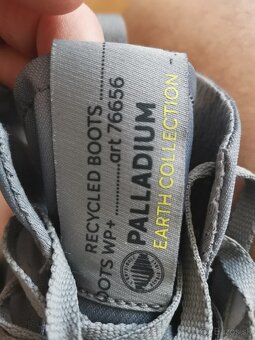 RECYCLED BOOTS
OOTS WP+ ............art 76656
PALLADIUM
EARTH COLLECTION